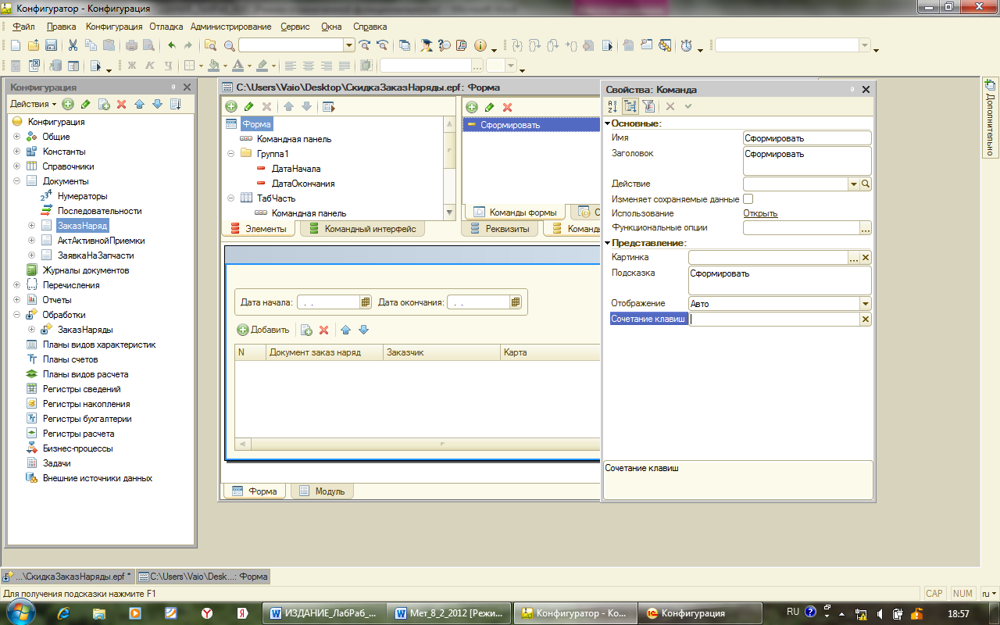 Конфигуратор - Конфигурация
Файл Правка Конфигурация Отладка Администрирование Сервис Окна Справка
Ж К Ч
Конфигурация
Действия
Конфигурация
Общие
Константы
Справочники
Документы
Нумераторы
Последовательности
ЗаказНаряд
АктАктивнойПриемки
ЗаявкаНаЗапчасти
Журналы документов
Перечисления
Отчеты
Обработки
ЗаказНаряды
Планы видов характеристик
Планы счетов
Планы видов расчета
Регистры сведений
Регистры накопления
Регистры бухгалтерии
Регистры расчета
Бизнес-процессы
Задачи
Внешние источники данных
C:\Users\Vaio\Desktop\СкидкаЗаказНаряды.epf: Форма
Форма
Командная панель
Группа1
ДатаНачала
ДатаОкончания
ТабЧасть
Командная панель
Элементы Командный интерфейс
Сформировать
Команды формы С
Реквизиты Команды
Дата начала: . . Дата окончания: . .
Добавить
N Документ заказ наряд Заказчик Карта
Форма Модуль
Свойства: Команда
Основные:
Имя Сформировать
Заголовок Сформировать
Действие
Изменяет сохраняемые данные
Использование Открыть
Функциональные опции ...
Представление:
Картинка ...
Подсказка Сформировать
Отображение Авто
Сочетание клавиш
Сочетание клавиш
Дополнительно
...\СкидкаЗаказНаряды.epf * C:\Users\Vaio\Desk...: Форма
Для получения подсказки нажмите F1 CAP NUM ru
ИЗДАНИЕ_ЛабРаб_... Мет_8_2_2012 [Режи... Конфигуратор - Ко... Конфигурация RU 18:57